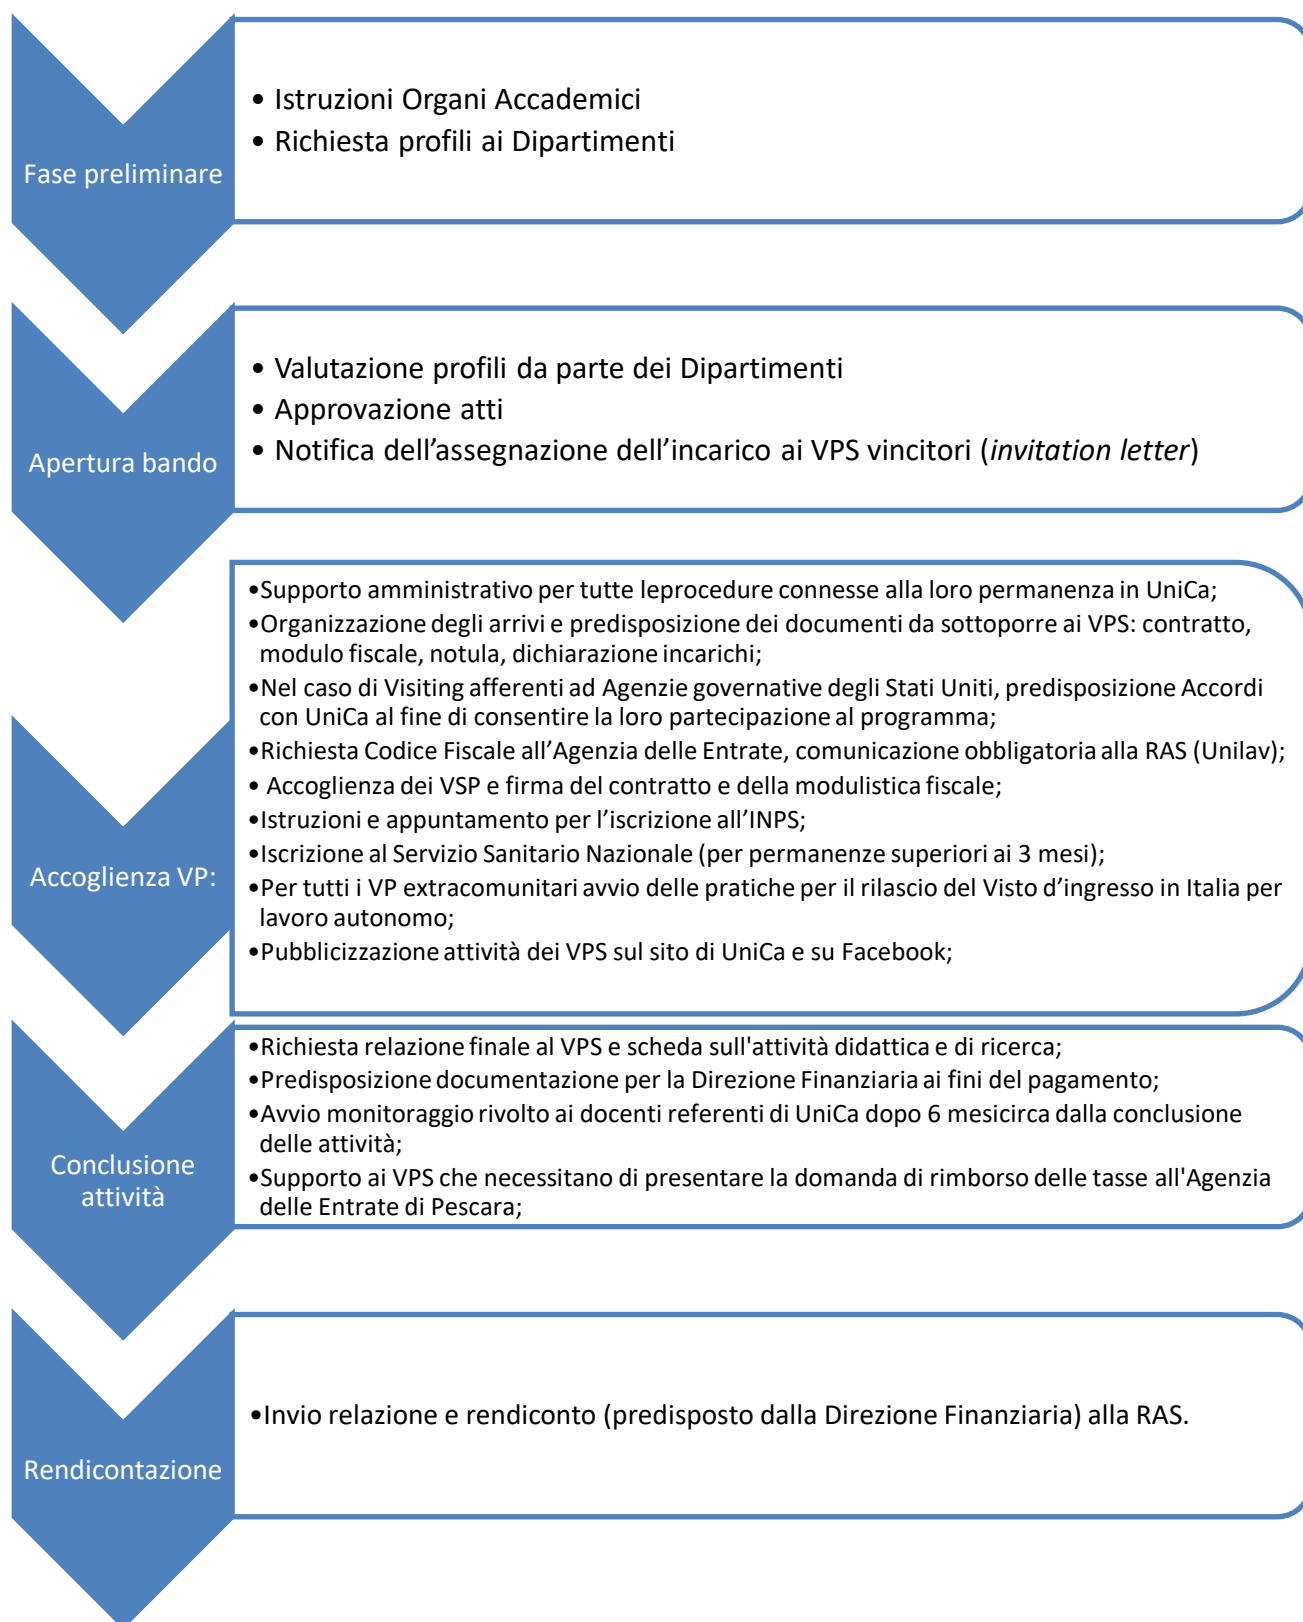 Fase preliminare
• Istruzioni Organi Accademici
• Richiesta profili ai Dipartimenti
Apertura bando
• Valutazione profili da parte dei Dipartimenti
• Approvazione atti
• Notifica dell’assegnazione dell’incarico ai VPS vincitori (invitation letter)
Accoglienza VP:
•Supporto amministrativo per tutte leprocedure connesse alla loro permanenza in UniCa;
•Organizzazione degli arrivi e predisposizione dei documenti da sottoporre ai VPS: contratto,
modulo fiscale, notula, dichiarazione incarichi;
•Nel caso di Visiting afferenti ad Agenzie governative degli Stati Uniti, predisposizione Accordi
con UniCa al fine di consentire la loro partecipazione al programma;
•Richiesta Codice Fiscale all’Agenzia delle Entrate, comunicazione obbligatoria alla RAS (Unilav);
• Accoglienza dei VSP e firma del contratto e della modulistica fiscale;
•Istruzioni e appuntamento per l’iscrizione all’INPS;
•Iscrizione al Servizio Sanitario Nazionale (per permanenze superiori ai 3 mesi);
•Per tutti i VP extracomunitari avvio delle pratiche per il rilascio del Visto d’ingresso in Italia per
lavoro autonomo;
•Pubblicizzazione attività dei VPS sul sito di UniCa e su Facebook;
Conclusione
attività
•Richiesta relazione finale al VPS e scheda sull'attività didattica e di ricerca;
•Predisposizione documentazione per la Direzione Finanziaria ai fini del pagamento;
•Avvio monitoraggio rivolto ai docenti referenti di UniCa dopo 6 mesicirca dalla conclusione
delle attività;
•Supporto ai VPS che necessitano di presentare la domanda di rimborso delle tasse all'Agenzia
delle Entrate di Pescara;
Rendicontazione
•Invio relazione e rendiconto (predisposto dalla Direzione Finanziaria) alla RAS.